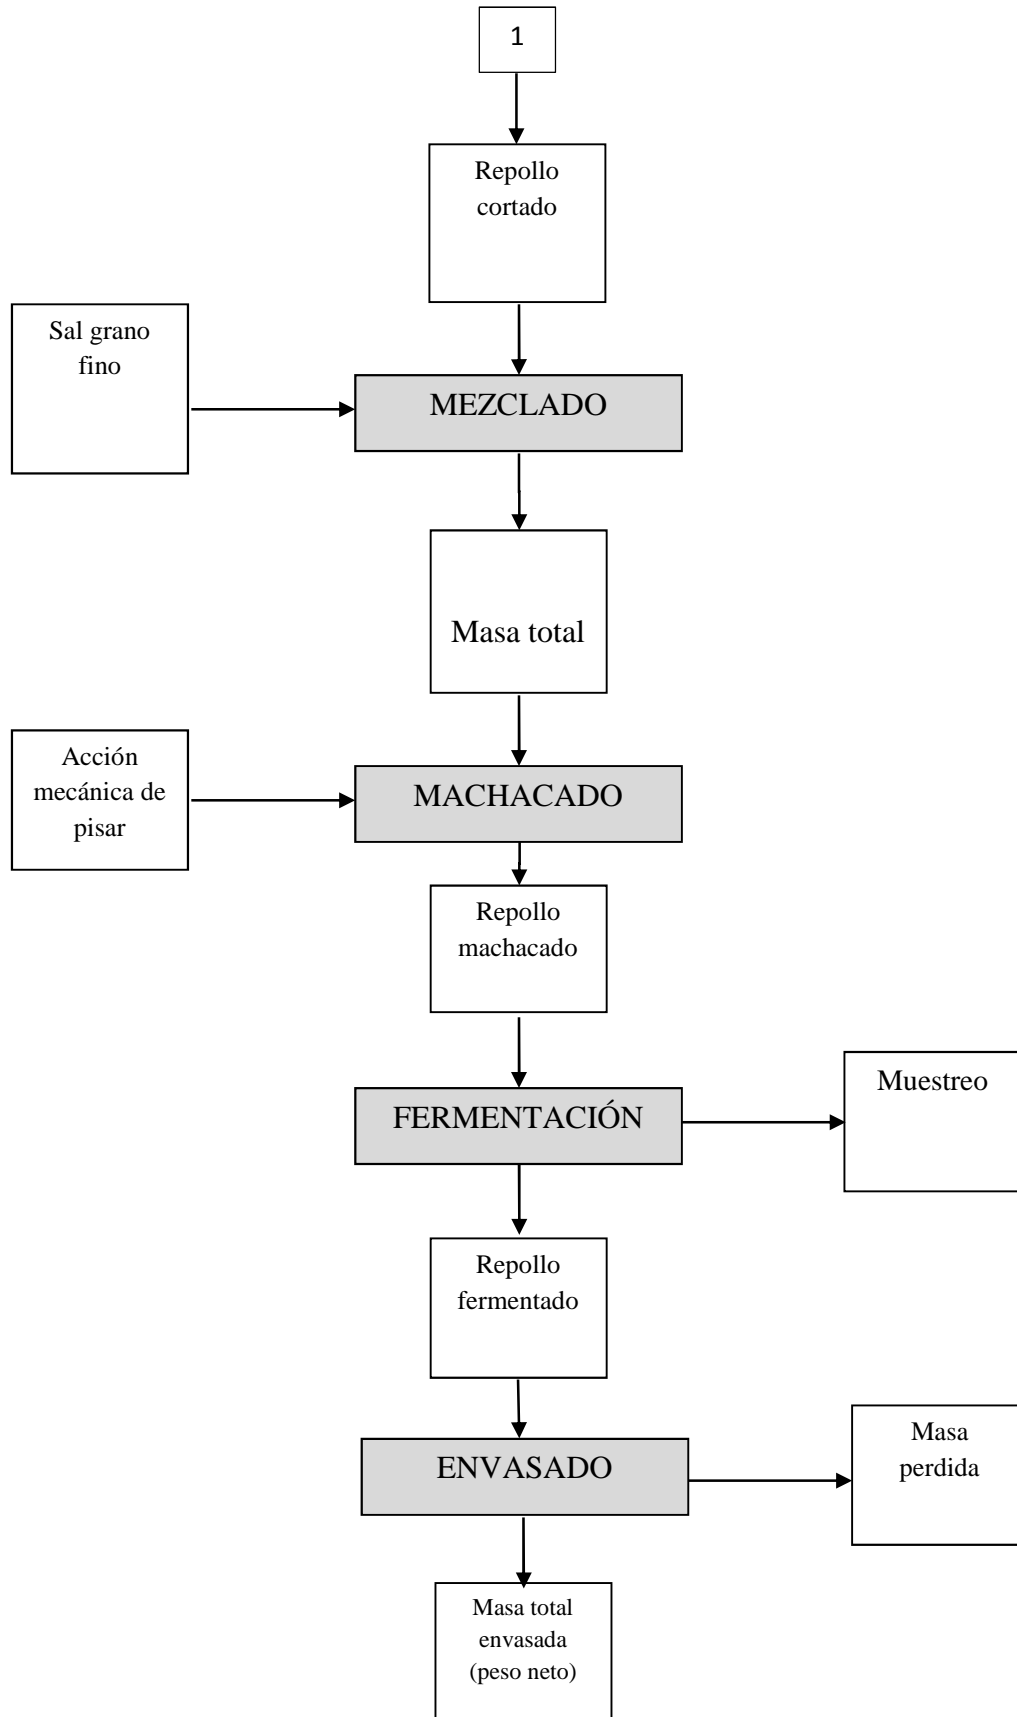 1
Repollo
cortado
Sal grano
fino
MEZCLADO
Masa total
Acción
mecánica de
pisar
MACHACADO
Repollo
machacado
FERMENTACIÓN
Muestreo
Repollo
fermentado
ENVASADO
Masa
perdida
Masa total
envasada
(peso neto)